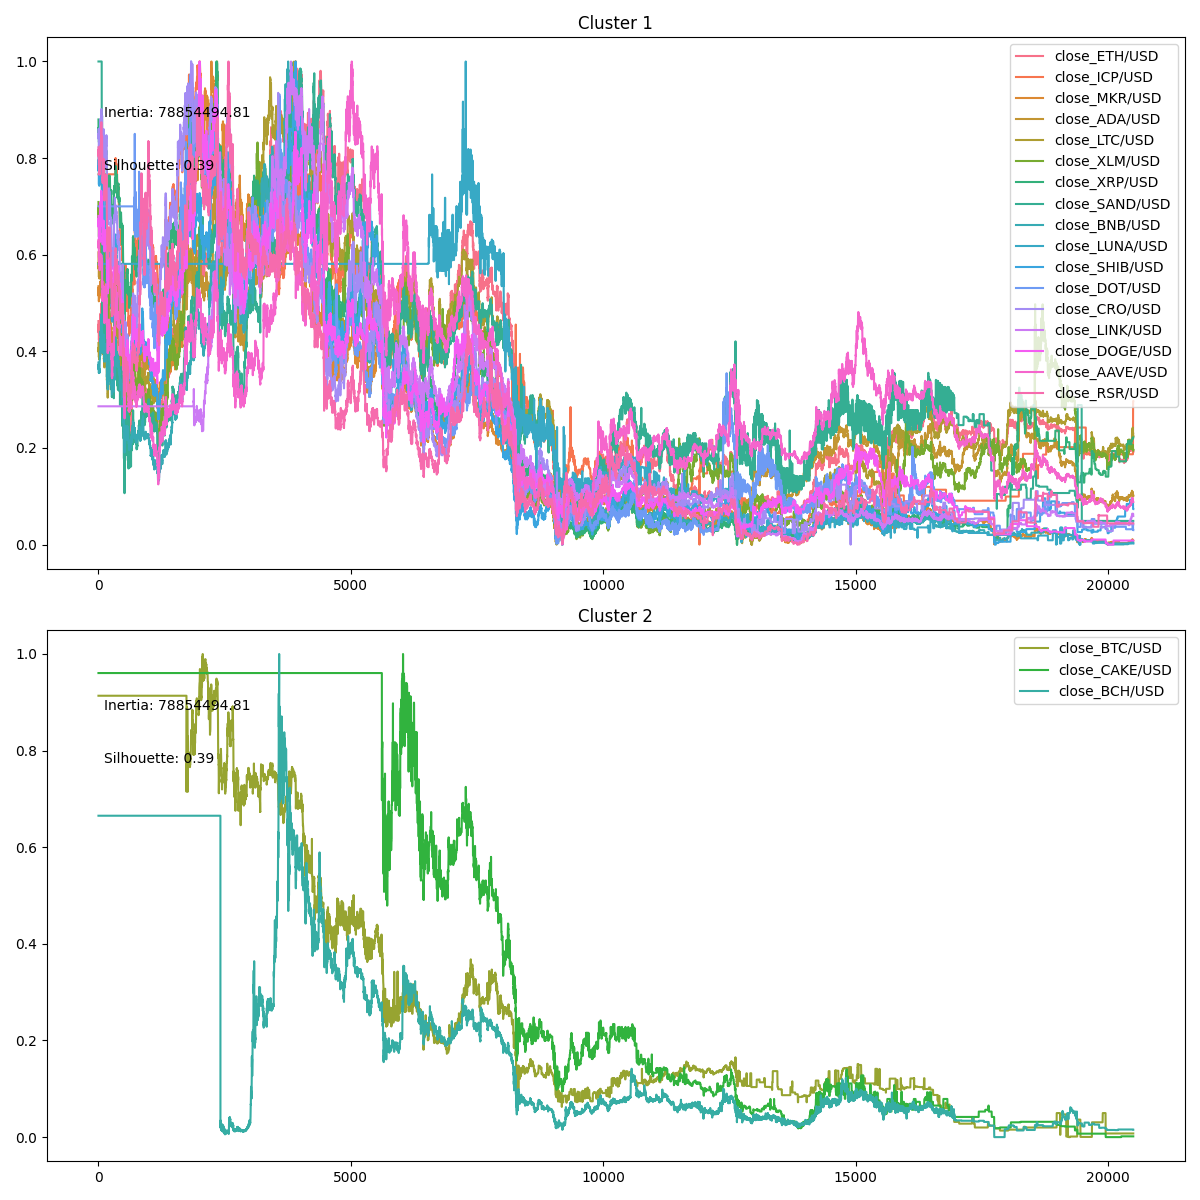 Cluster 1
1.0
0.8
0.6
0.4
0.2
0.0
Inertia: 78854494.81
Silhouette: 0.39
close_ETH/USD
close_ICP/USD
close_MKR/USD
close_ADA/USD
close_LTC/USD
close_XLM/USD
close_XRP/USD
close_SAND/USD
close_BNB/USD
close_LUNA/USD
close_SHIB/USD
close_DOT/USD
close_CRO/USD
close_LINK/USD
close_DOGE/USD
close_AAVE/USD
close_RSR/USD
0
5000
10000
15000
20000
Cluster 2
1.0
0.8
0.6
0.4
0.2
0.0
Inertia: 78854494.81
Silhouette: 0.39
close_BTC/USD
close_CAKE/USD
close_BCH/USD
0
5000
10000
15000
20000